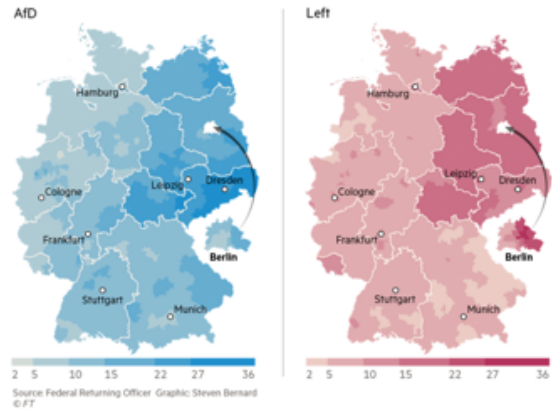 AfD
Hamburg
Cologne
Leipzig
Dresden
Frankfurt
Berlin
Stuttgart
Munich
2 5 10 15 22 27 36
Source: Federal Returning Officer Graphic: Steven Bernard
© FT
Left
Hamburg
Cologne
Leipzig
Dresden
Frankfurt
Berlin
Stuttgart
Munich
2 5 10 15 22 27 36